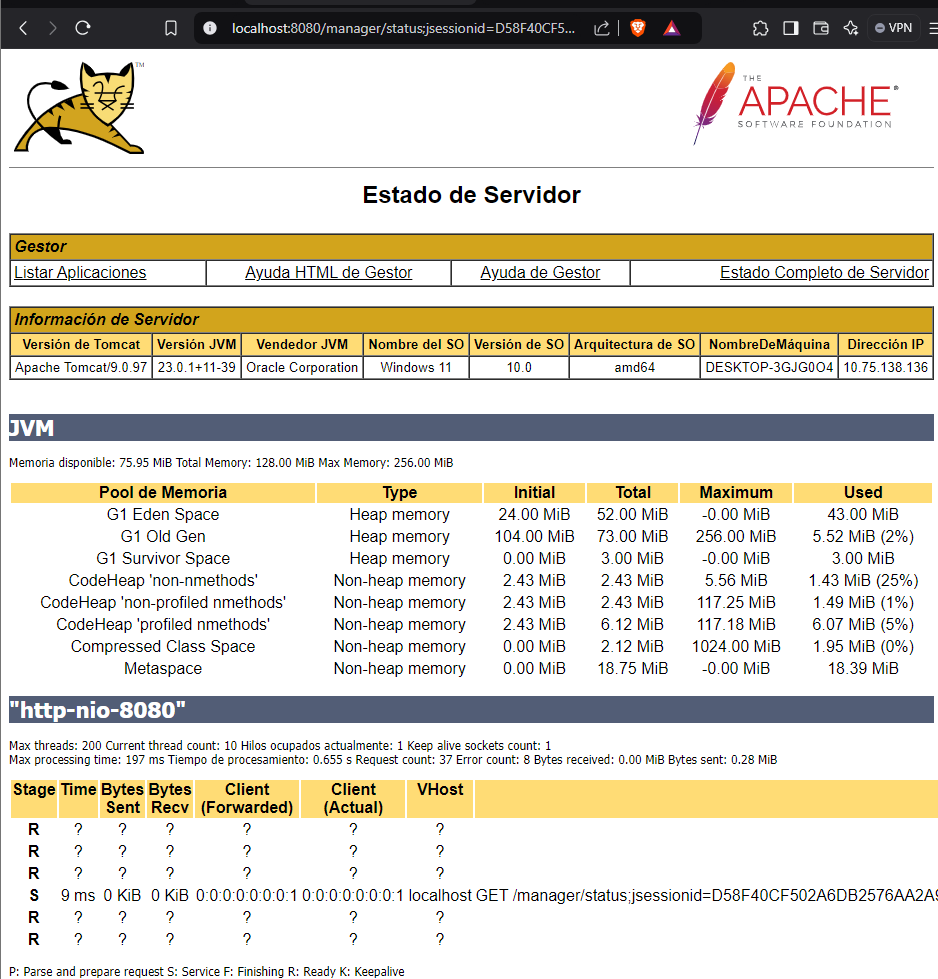 localhost:8080/manager/status;jsessionid=D58F40CF5...
VPN
TM
THE
APACHE®
SOFTWARE FOUNDATION
Estado de Servidor
Gestor
Listar Aplicaciones Ayuda HTML de Gestor Ayuda de Gestor Estado Completo de Servidor
Información de Servidor
Versión de Tomcat Versión JVM Vendedor JVM Nombre del SO Versión de SO Arquitectura de SO NombreDeMáquina Dirección IP
Apache Tomcat/9.0.97 23.0.1+11-39 Oracle Corporation Windows 11 10.0 amd64 DESKTOP-3GJG0O4 10.75.138.136
JVM
Memoria disponible: 75.95 MiB Total Memory: 128.00 MiB Max Memory: 256.00 MiB
Pool de Memoria Type Initial Total Maximum Used
G1 Eden Space Heap memory 24.00 MiB 52.00 MiB -0.00 MiB 43.00 MiB
G1 Old Gen Heap memory 104.00 MiB 73.00 MiB 256.00 MiB 5.52 MiB (2%)
G1 Survivor Space Heap memory 0.00 MiB 3.00 MiB -0.00 MiB 3.00 MiB
CodeHeap 'non-nmethods' Non-heap memory 2.43 MiB 2.43 MiB 5.56 MiB 1.43 MiB (25%)
CodeHeap 'non-profiled nmethods' Non-heap memory 2.43 MiB 2.43 MiB 117.25 MiB 1.49 MiB (1%)
CodeHeap 'profiled nmethods' Non-heap memory 2.43 MiB 6.12 MiB 117.18 MiB 6.07 MiB (5%)
Compressed Class Space Non-heap memory 0.00 MiB 2.12 MiB 1024.00 MiB 1.95 MiB (0%)
Metaspace Non-heap memory 0.00 MiB 18.75 MiB -0.00 MiB 18.39 MiB
"http-nio-8080"
Max threads: 200 Current thread count: 10 Hilos ocupados actualmente: 1 Keep alive sockets count: 1
Max processing time: 197 ms Tiempo de procesamiento: 0.655 s Request count: 37 Error count: 8 Bytes received: 0.00 MiB Bytes sent: 0.28 MiB
Stage Time Bytes Bytes Client Client VHost
Sent Recv (Forwarded) (Actual)
R ? ? ? ? ? ?
R ? ? ? ? ? ?
R ? ? ? ? ? ?
S 9 ms 0 KiB 0 KiB 0:0:0:0:0:0:0:1 0:0:0:0:0:0:0:1 localhost GET /manager/status;jsessionid=D58F40CF502A6DB2576AA2A9
R ? ? ? ? ? ?
R ? ? ? ? ? ?
P: Parse and prepare request S: Service F: Finishing R: Ready K: Keepalive